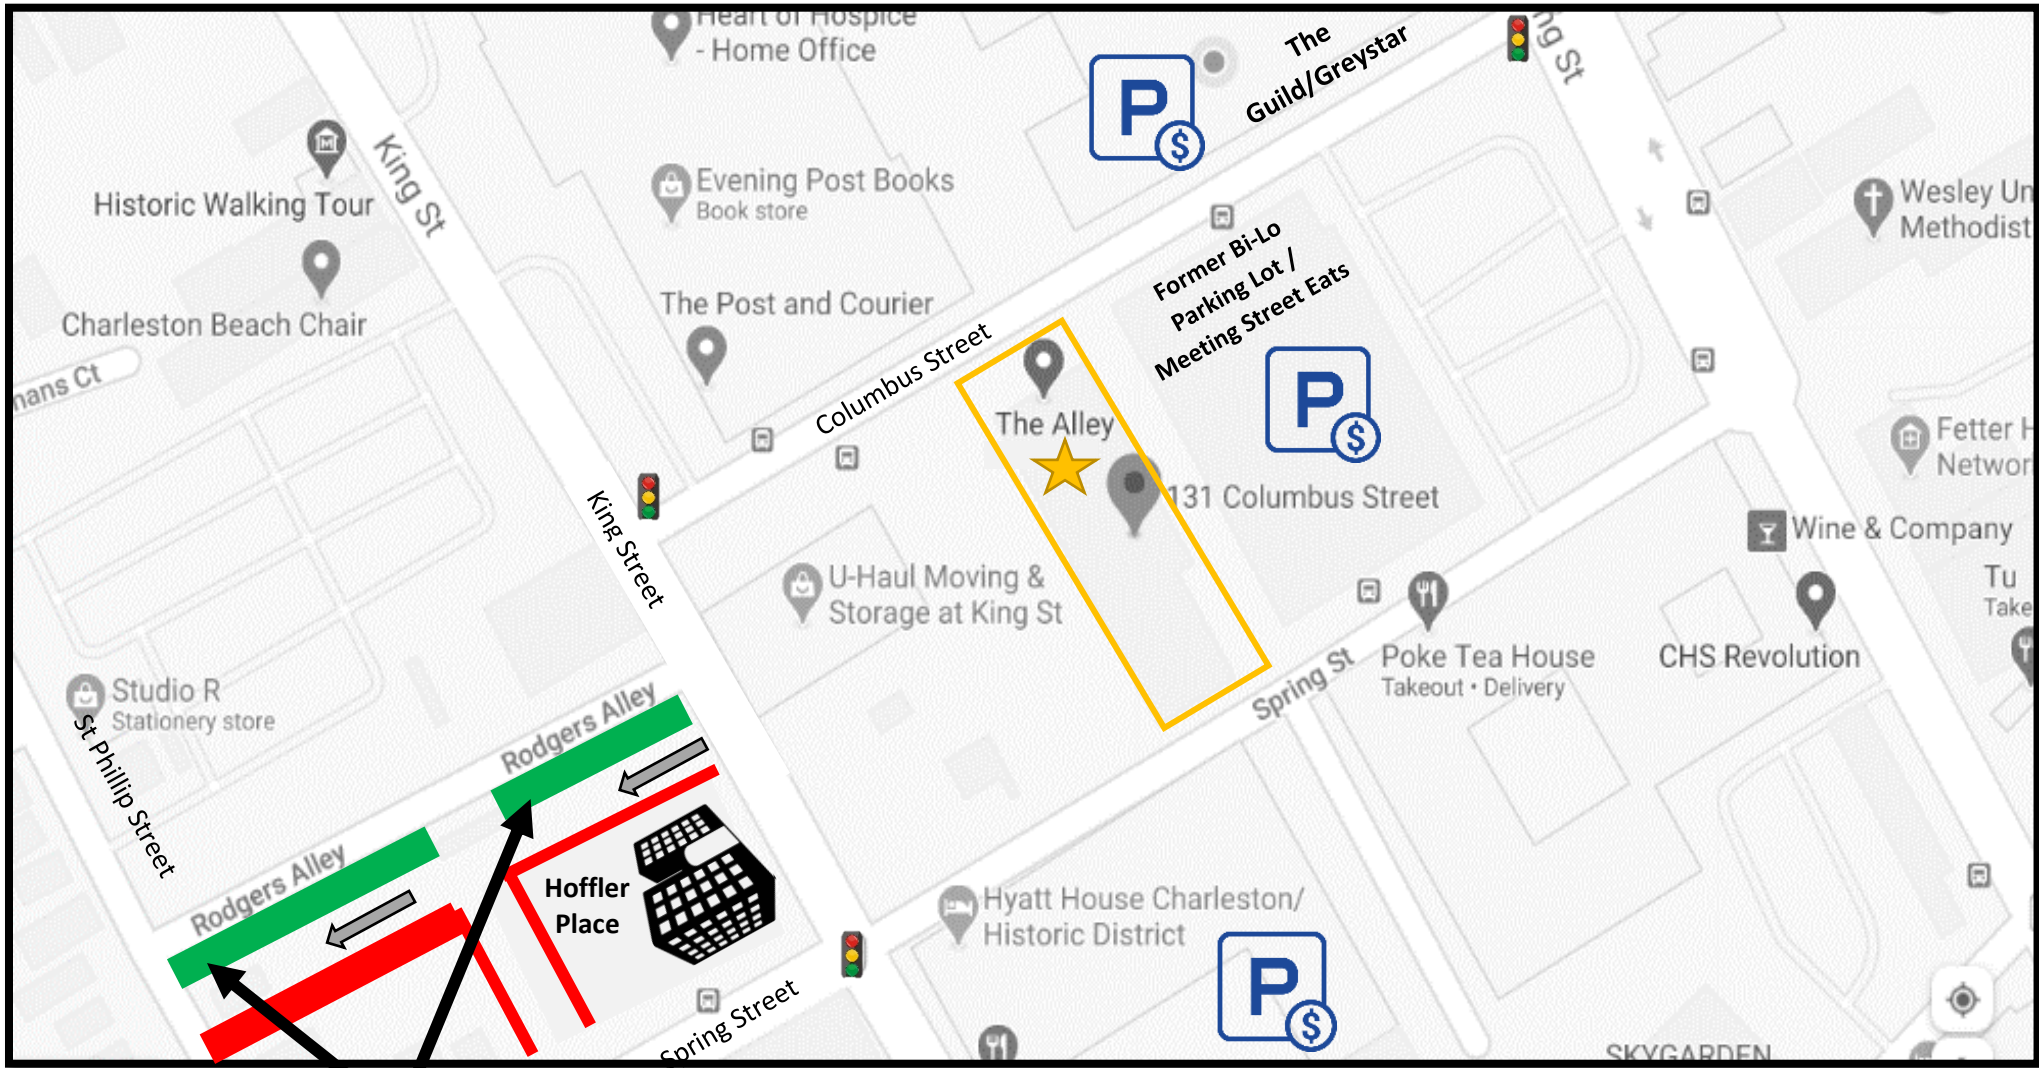 Heart of Hospice
- Home Office
The
Guild/Greystar
ng St
P
$
King St
Historic Walking Tour
Evening Post Books
Book store
Wesley Un
Methodist
Former Bi-Lo
Parking Lot /
Meeting Street Eats
Charleston Beach Chair
The Post and Courier
Columbus Street
mans Ct
The Alley
P
$
131 Columbus Street
Fetter H
Networ
Wine & Company
King Street
U-Haul Moving &
Storage at King St
Tu
Take
Poke Tea House
Takeout • Delivery
CHS Revolution
Spring St
Studio R
Stationery store
St Phillip Street
Rodgers Alley
Rodgers Alley
Hoffler
Place
Hyatt House Charleston/
Historic District
P
$
Spring Street
SKYGARDEN